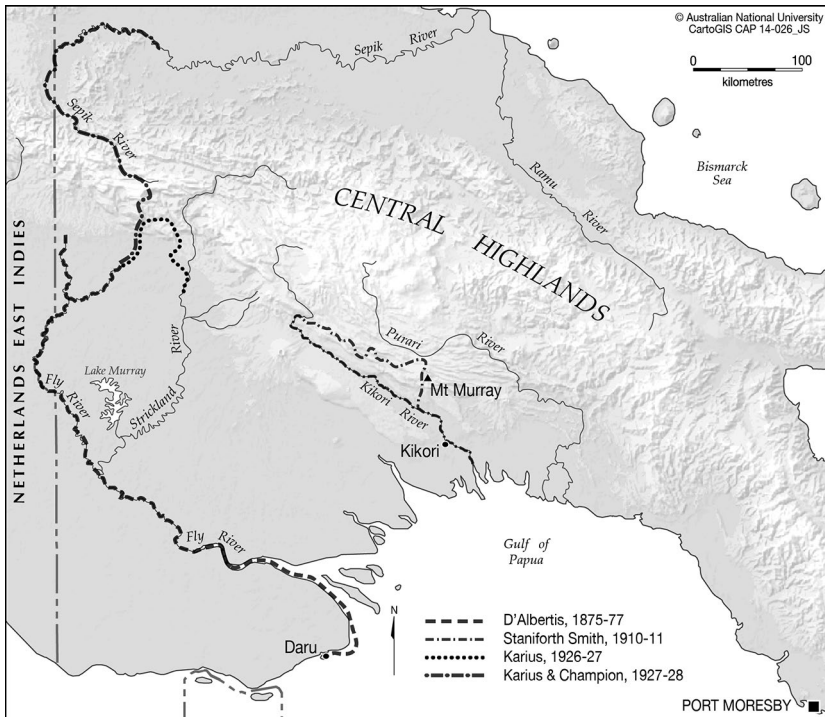 © Australian National University
CartoGIS CAP 14-026_JS
0 100
kilometres
Sepik River
Sepik River
Bismarck
Sea
Ramu River
CENTRAL HIGHLANDS
NETHERLANDS EAST INDIES
Purari River
River
Strickland
Lake Murray
Mt Murray
Fly River
Kikori River
Kikori
Fly River
Gulf of
Papua
N
D'Albertis, 1875-77
Staniforth Smith, 1910-11
Karius, 1926-27
Karius & Champion, 1927-28
Daru
PORT MORESBY